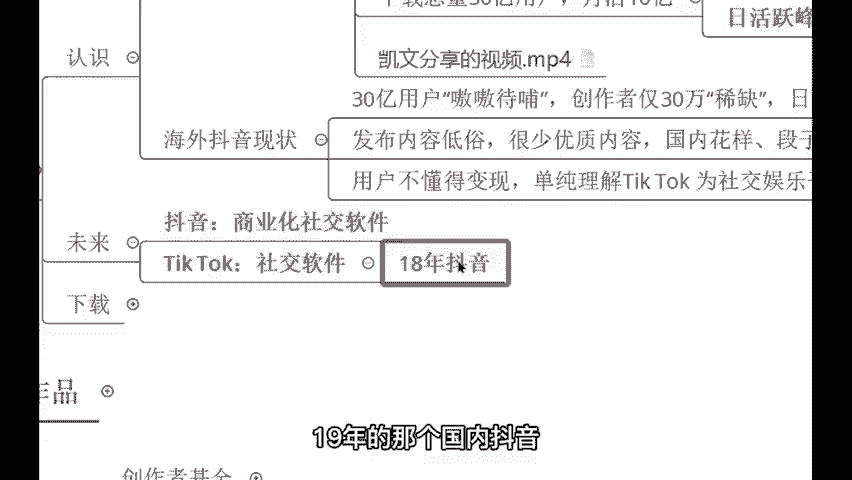 下载总量30亿用户，月活10亿
日活跃峰
认识
凯文分享的视频.mp4
30亿用户“嗷嗷待哺”，创作者仅30万“稀缺”，日
海外抖音现状
发布内容低俗，很少优质内容，国内花样、段子
用户不懂得变现，单纯理解TikTok 为社交娱乐
抖音：商业化社交软件
未来
TikTok：社交软件
18年抖音
下载
作品
19年的那个国内抖音
创作者基金